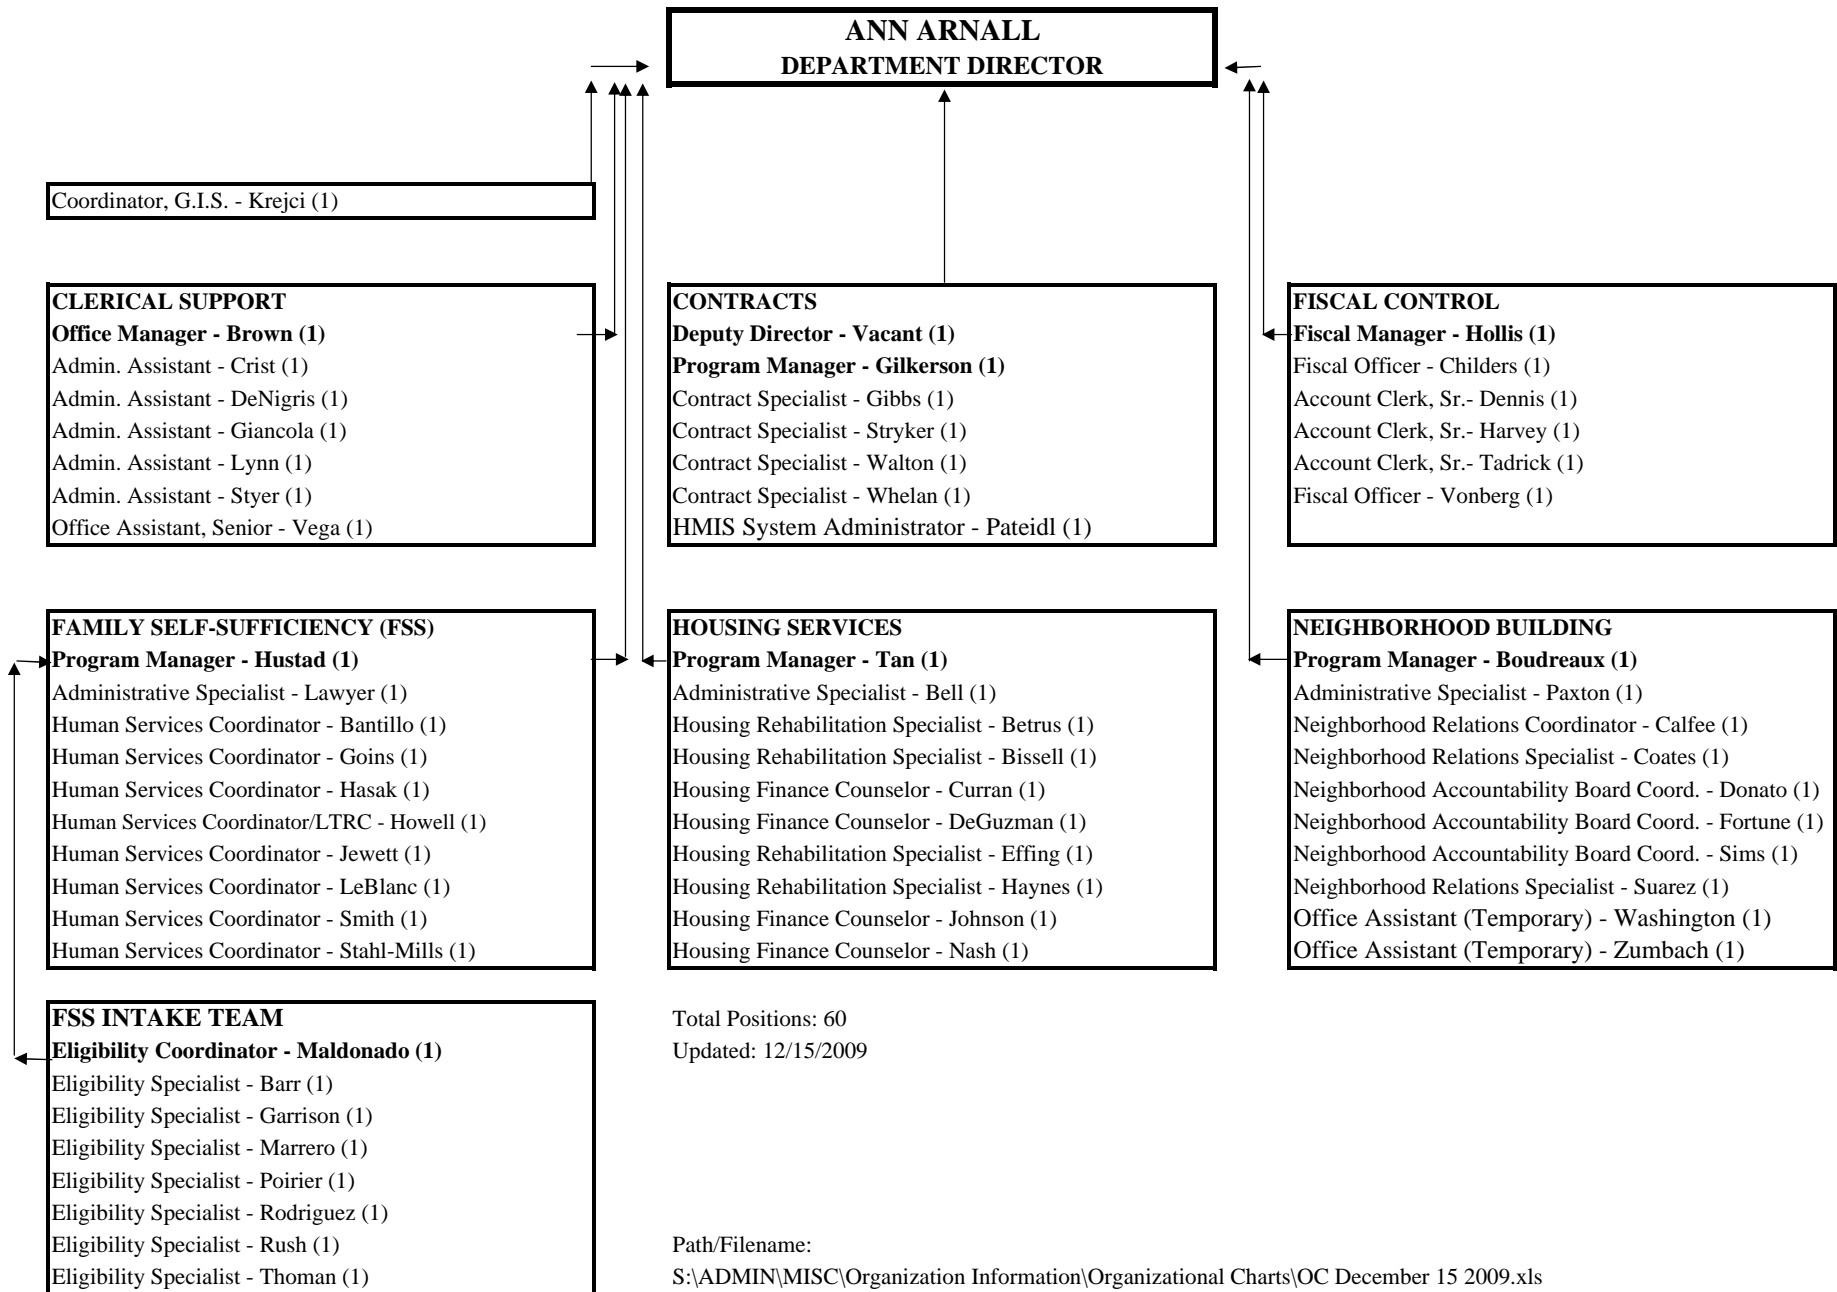 ANN ARNALL
DEPARTMENT DIRECTOR
Coordinator, G.I.S. - Krejci (1)
CLERICAL SUPPORT
Office Manager - Brown (1)
Admin. Assistant - Crist (1)
Admin. Assistant - DeNigris (1)
Admin. Assistant - Giancola (1)
Admin. Assistant - Lynn (1)
Admin. Assistant - Styer (1)
Office Assistant, Senior - Vega (1)
CONTRACTS
Deputy Director - Vacant (1)
Program Manager - Gilkerson (1)
Contract Specialist - Gibbs (1)
Contract Specialist - Stryker (1)
Contract Specialist - Walton (1)
Contract Specialist - Whelan (1)
HMIS System Administrator - Pateidl (1)
FISCAL CONTROL
Fiscal Manager - Hollis (1)
Fiscal Officer - Childers (1)
Account Clerk, Sr.- Dennis (1)
Account Clerk, Sr.- Harvey (1)
Account Clerk, Sr.- Tadrick (1)
Fiscal Officer - Vonberg (1)
FAMILY SELF-SUFFICIENCY (FSS)
Program Manager - Hustad (1)
Administrative Specialist - Lawyer (1)
Human Services Coordinator - Bantillo (1)
Human Services Coordinator - Goins (1)
Human Services Coordinator - Hasak (1)
Human Services Coordinator/LTRC - Howell (1)
Human Services Coordinator - Jewett (1)
Human Services Coordinator - LeBlanc (1)
Human Services Coordinator - Smith (1)
Human Services Coordinator - Stahl-Mills (1)
HOUSING SERVICES
Program Manager - Tan (1)
Administrative Specialist - Bell (1)
Housing Rehabilitation Specialist - Betrus (1)
Housing Rehabilitation Specialist - Bissell (1)
Housing Finance Counselor - Curran (1)
Housing Finance Counselor - DeGuzman (1)
Housing Rehabilitation Specialist - Effing (1)
Housing Rehabilitation Specialist - Haynes (1)
Housing Finance Counselor - Johnson (1)
Housing Finance Counselor - Nash (1)
NEIGHBORHOOD BUILDING
Program Manager - Boudreaux (1)
Administrative Specialist - Paxton (1)
Neighborhood Relations Coordinator - Calfee (1)
Neighborhood Relations Specialist - Coates (1)
Neighborhood Accountability Board Coord. - Donato (1)
Neighborhood Accountability Board Coord. - Fortune (1)
Neighborhood Accountability Board Coord. - Sims (1)
Neighborhood Relations Specialist - Suarez (1)
Office Assistant (Temporary) - Washington (1)
Office Assistant (Temporary) - Zumbach (1)
FSS INTAKE TEAM
Eligibility Coordinator - Maldonado (1)
Eligibility Specialist - Barr (1)
Eligibility Specialist - Garrison (1)
Eligibility Specialist - Marrero (1)
Eligibility Specialist - Poirier (1)
Eligibility Specialist - Rodriguez (1)
Eligibility Specialist - Rush (1)
Eligibility Specialist - Thoman (1)
Total Positions: 60
Updated: 12/15/2009
Path/Filename:
S:\ADMIN\MISC\Organization Information\Organizational Charts\OC December 15 2009.xls